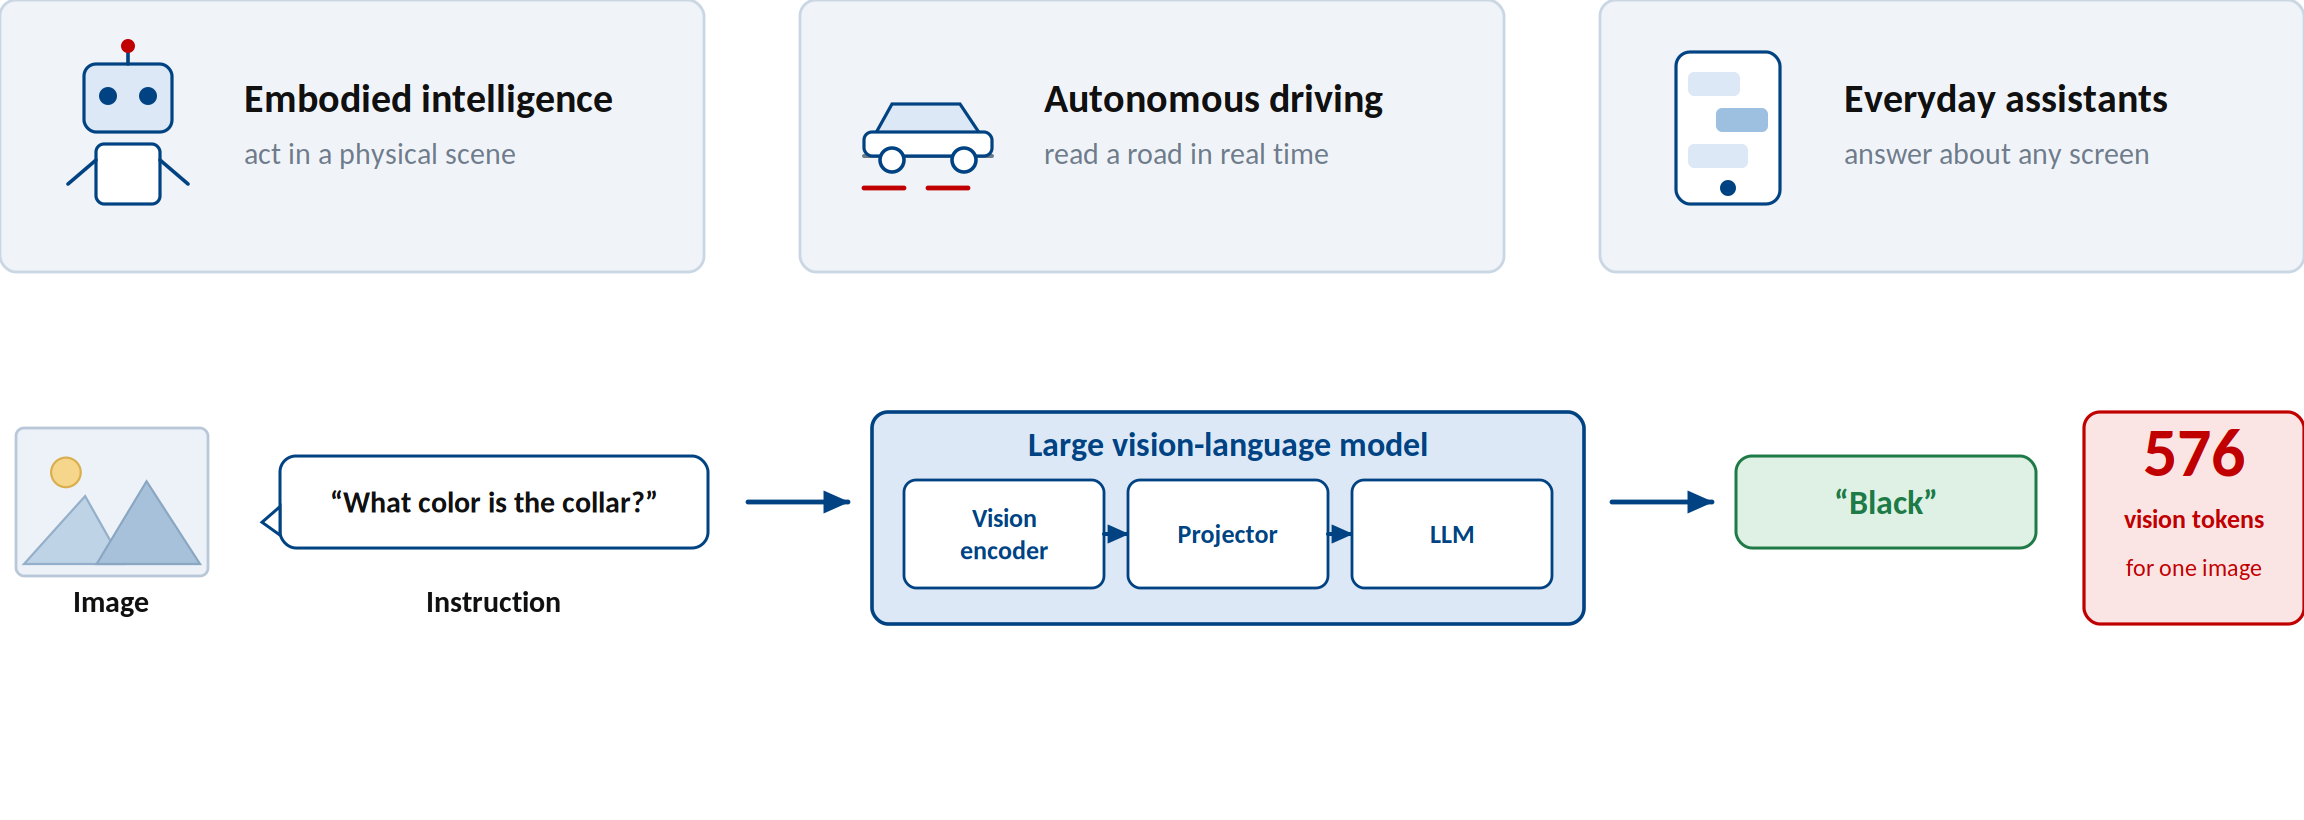 Embodied intelligence
act in a physical scene
Autonomous driving
read a road in real time
Everyday assistants
answer about any screen
Image
“What color is the collar?”
Instruction
Large vision-language model
Vision
encoder
Projector
LLM
“Black”
576
vision tokens
for one image